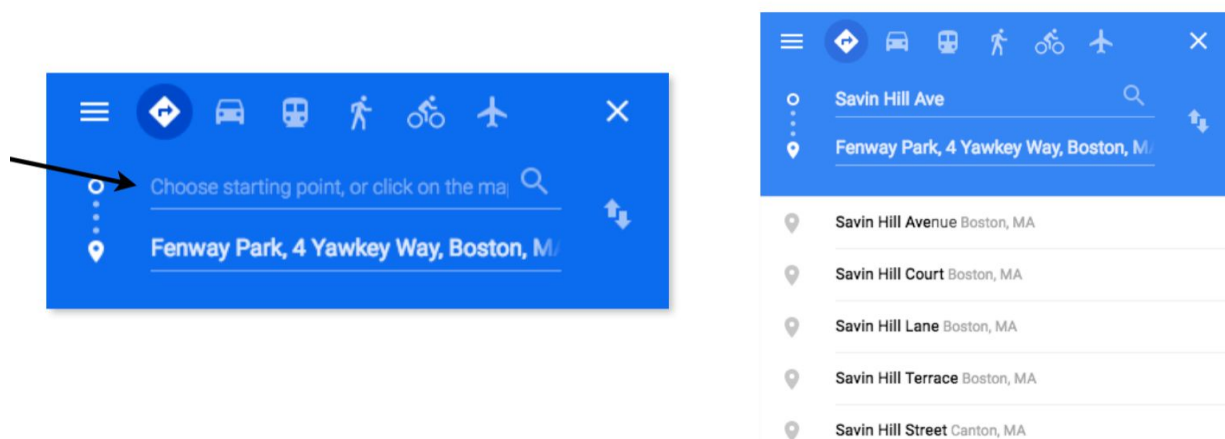 Choose starting point, or click on the
Fenway Park, 4 Yawkey Way, Boston, M
Savin Hill Ave
Fenway Park, 4 Yawkey Way, Boston, M
Savin Hill Avenue Boston, MA
Savin Hill Court Boston, MA
Savin Hill Lane Boston, MA
Savin Hill Terrace Boston, MA
Savin Hill Street Canton, MA